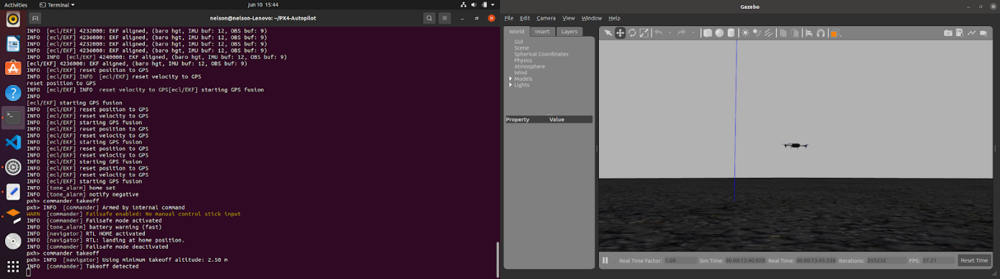 Activities
Terminal
jun 10 15:44
nelson@nelson-Lenovo: ~/PX4-Autopilot
INFO [ecl/EKF] 4232000: EKF aligned, (baro hgt, IMU buf: 12, OBS buf: 9)
INFO [ecl/EKF] 4236000: EKF aligned, (baro hgt, IMU buf: 12, OBS buf: 9)
INFO [ecl/EKF] 4232000: EKF aligned, (baro hgt, IMU buf: 12, OBS buf: 9)
INFO [ecl/EKF] 4236000: EKF aligned, (baro hgt, IMU buf: 12, OBS buf: 9)
INFO INFO [ecl/EKF] 4240000: EKF aligned, (baro hgt, IMU buf: 12, OBS buf: 9)
[ecl/EKF] 4236000: EKF aligned, (baro hgt, IMU buf: 12, OBS buf: 9)
INFO [ecl/EKF] reset position to GPS
INFO [ecl/EKF] INFO [ecl/EKF] reset velocity to GPS
reset position to GPS
INFO [ecl/EKF] INFO reset velocity to GPS[ecl/EKF] starting GPS fusion
INFO
[ecl/EKF] starting GPS fusion
INFO [ecl/EKF] reset position to GPS
INFO [ecl/EKF] reset velocity to GPS
INFO [ecl/EKF] starting GPS fusion
INFO [ecl/EKF] reset position to GPS
INFO [ecl/EKF] reset velocity to GPS
INFO [ecl/EKF] starting GPS fusion
INFO [ecl/EKF] reset position to GPS
INFO [ecl/EKF] reset velocity to GPS
INFO [ecl/EKF] starting GPS fusion
INFO [ecl/EKF] reset position to GPS
INFO [ecl/EKF] reset velocity to GPS
INFO [ecl/EKF] starting GPS fusion
INFO [tone_alarm] home set
INFO [tone_alarm] notify negative
pxh> commander takeoff
pxh> INFO [commander] Armed by internal command
WARN [commander] Failsafe enabled: No manual control stick input
INFO [commander] Failsafe mode activated
INFO [tone_alarm] battery warning (fast)
INFO [navigator] RTL HOME activated
INFO [navigator] RTL: landing at home position.
INFO [commander] Failsafe mode deactivated
pxh> commander takeoff
pxh> INFO [navigator] Using minimum takeoff altitude: 2.50 m
INFO [commander] Takeoff detected
Gazebo
File Edit Camera View Window Help
World Insert Layers
GUI
Scene
Spherical Coordinates
Physics
Atmosphere
Wind
Models
Lights
Property Value
Real Time Factor: 1.00 Sim Time: 00 00:13:40.928 Real Time: 00 00:13:43.338 Iterations: 205232 FPS: 37.21 Reset Time